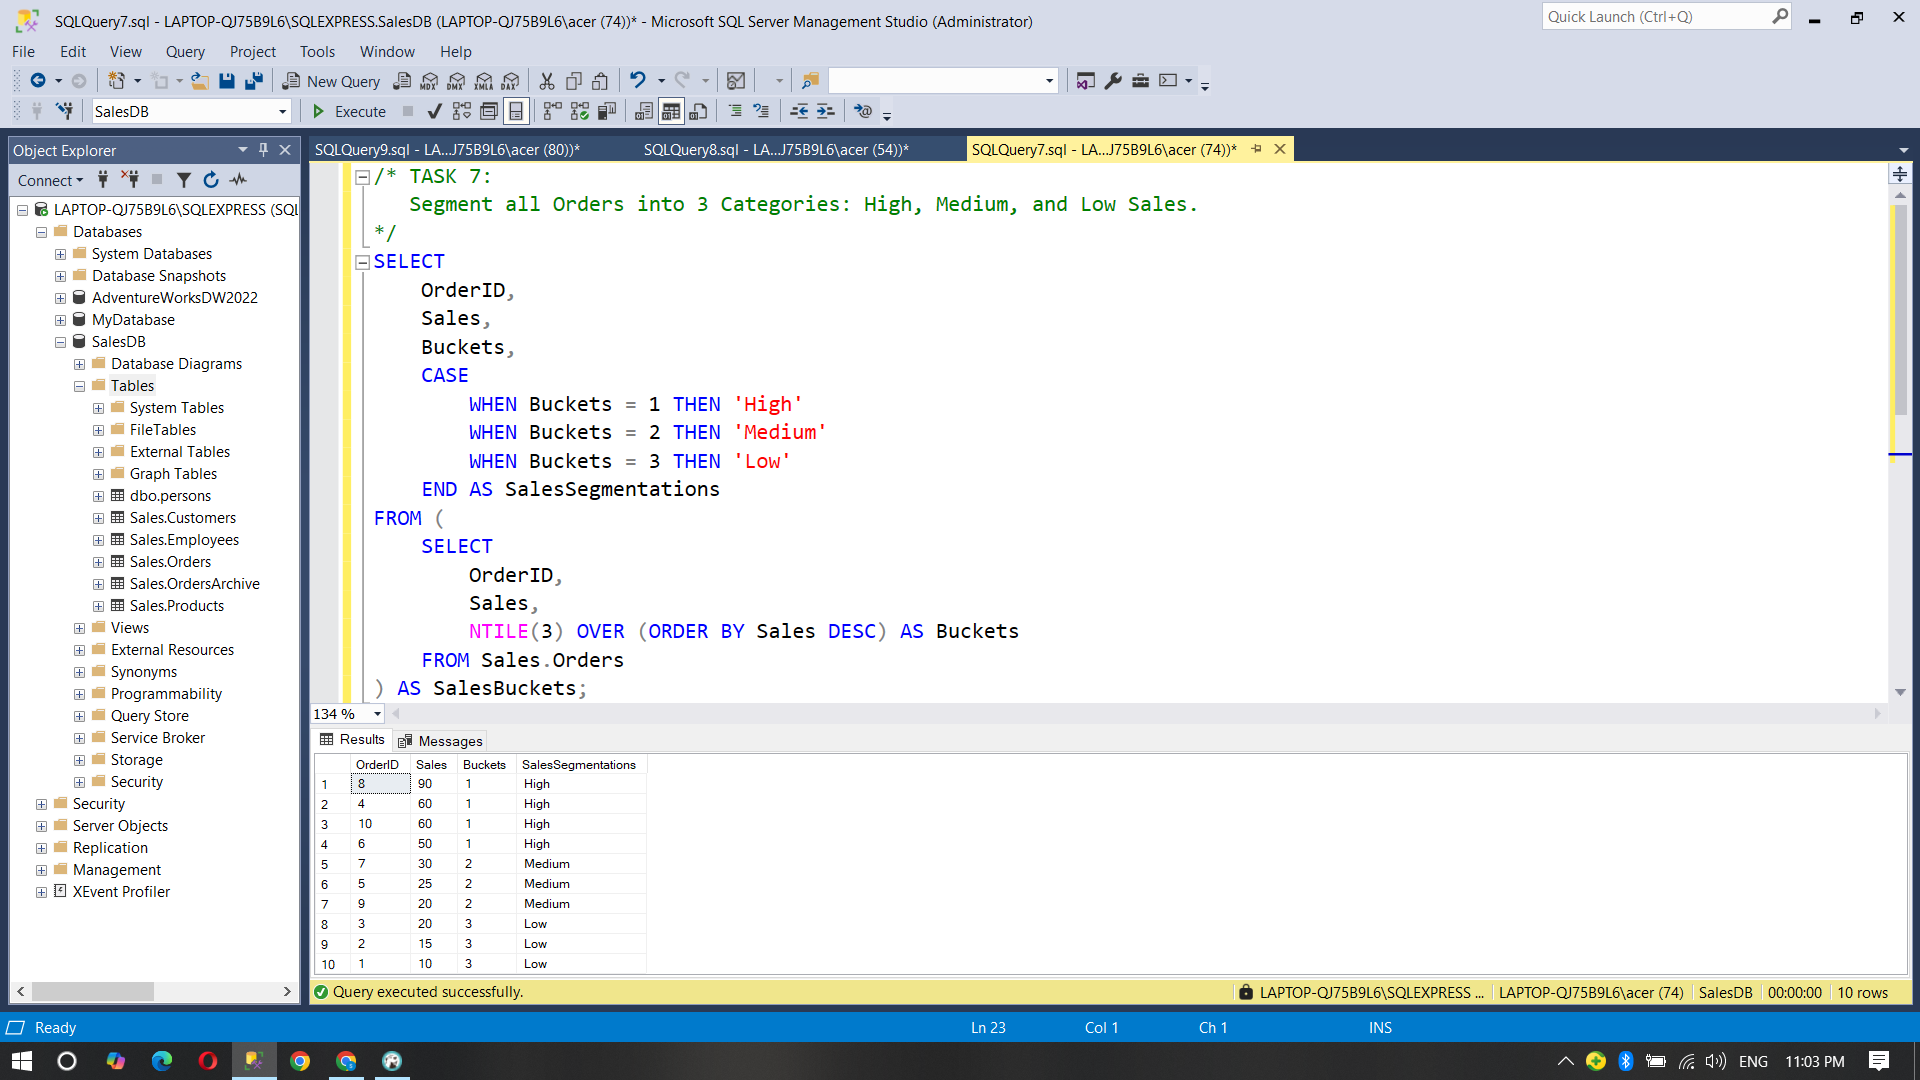 SQLQuery7.sql - LAPTOP-QJ75B9L6\SQLEXPRESS.SalesDB (LAPTOP-QJ75B9L6\acer (74))* - Microsoft SQL Server Management Studio (Administrator)
Quick Launch (Ctrl+Q)
File Edit View Query Project Tools Window Help
New Query
MDX DMX XMLA DAX
SalesDB
Execute
Object Explorer
SQLQuery9.sql - LA...J75B9L6\acer (80))*
SQLQuery8.sql - LA...J75B9L6\acer (54))*
SQLQuery7.sql - LA...J75B9L6\acer (74))*
Connect
LAPTOP-QJ75B9L6\SQLEXPRESS (SQL
Databases
System Databases
Database Snapshots
AdventureWorksDW2022
MyDatabase
SalesDB
Database Diagrams
Tables
System Tables
FileTables
External Tables
Graph Tables
dbo.persons
Sales.Customers
Sales.Employees
Sales.Orders
Sales.OrdersArchive
Sales.Products
Views
External Resources
Synonyms
Programmability
Query Store
Service Broker
Storage
Security
Security
Server Objects
Replication
Management
XEvent Profiler
/* TASK 7:
Segment all Orders into 3 Categories: High, Medium, and Low Sales.
*/
SELECT
OrderID,
Sales,
Buckets,
CASE
WHEN Buckets = 1 THEN 'High'
WHEN Buckets = 2 THEN 'Medium'
WHEN Buckets = 3 THEN 'Low'
END AS SalesSegmentations
FROM (
SELECT
OrderID,
Sales,
NTILE(3) OVER (ORDER BY Sales DESC) AS Buckets
FROM Sales.Orders
) AS SalesBuckets;
134 %
Results Messages
OrderID Sales Buckets SalesSegmentations
1 8 90 1 High
2 4 60 1 High
3 10 60 1 High
4 6 50 1 High
5 7 30 2 Medium
6 5 25 2 Medium
7 9 20 2 Medium
8 3 20 3 Low
9 2 15 3 Low
10 1 10 3 Low
Query executed successfully.
LAPTOP-QJ75B9L6\SQLEXPRESS ... LAPTOP-QJ75B9L6\acer (74) SalesDB 00:00:00 10 rows
Ready
Ln 23 Col 1 Ch 1 INS
ENG 11:03 PM